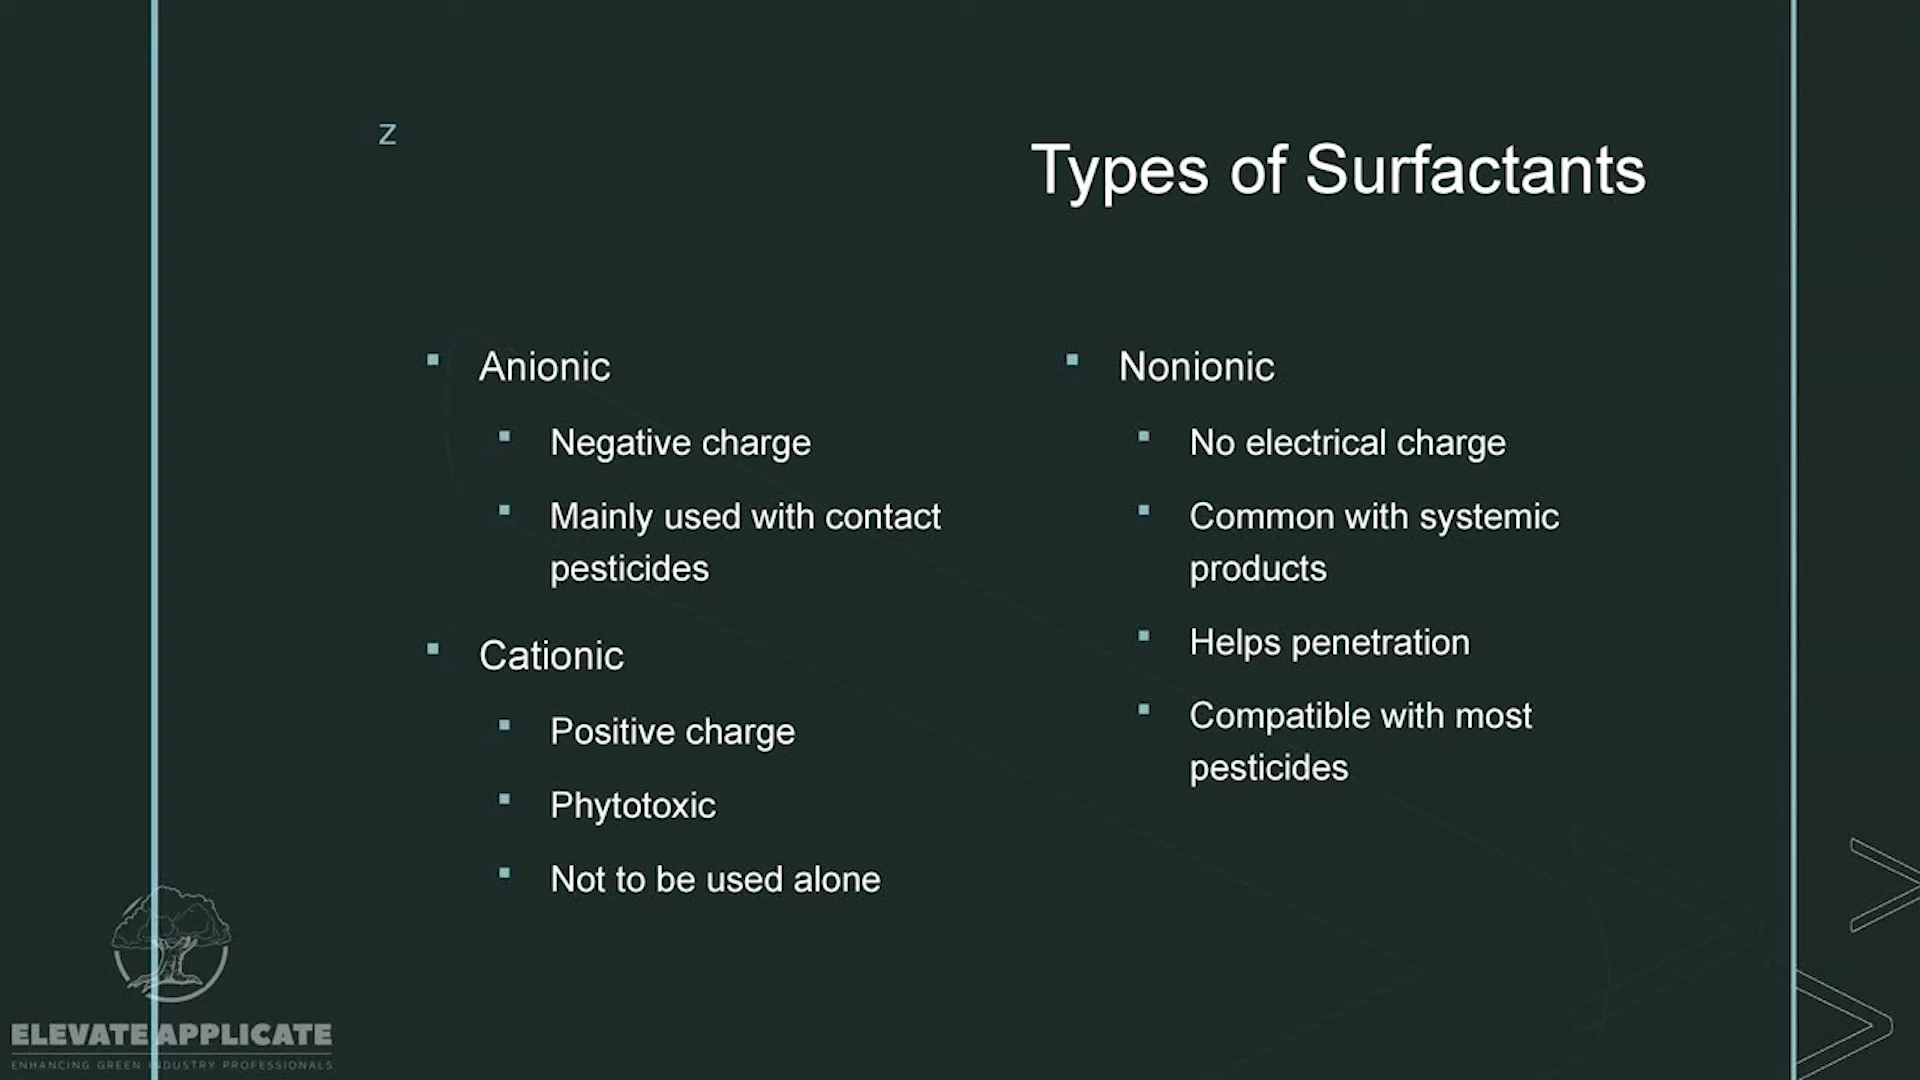 z
Types of Surfactants
Anionic
Negative charge
Mainly used with contact
pesticides
Cationic
Positive charge
Phytotoxic
Not to be used alone
Nonionic
No electrical charge
Common with systemic
products
Helps penetration
Compatible with most
pesticides
ELEVATE APPLICATE
ENHANCING GREEN INDUSTRY PROFESSIONALS